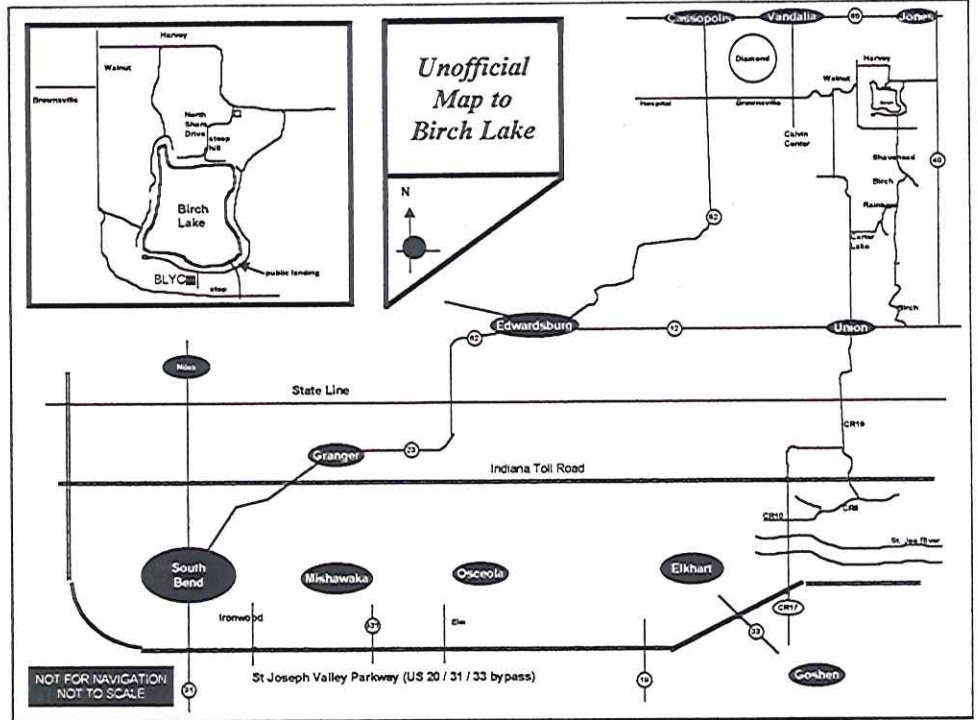 Harvey
Walnut
Brownsville
North
Shore
Drive
steep
hill
Birch
Lake
public landing
BLYC
stop
Unofficial
Map to
Birch Lake
N
Cassopolis
Vandalia
60
Jones
Diamond
Harvey
Walnut
Birch
Hospital
Brownsville
Calvin
Center
Shavehead
40
Birch
Rainbow
62
Carter
Lake
Birch
Edwardsburg
12
Union
62
Niles
State Line
CR19
Granger
23
Indiana Toll Road
CR10
CR8
St. Joe River
South
Bend
Mishawaka
Osceola
Elkhart
Ironwood
331
Elm
CR17
33
NOT FOR NAVIGATION
NOT TO SCALE
31
St Joseph Valley Parkway (US 20 / 31 / 33 bypass)
19
Goshen